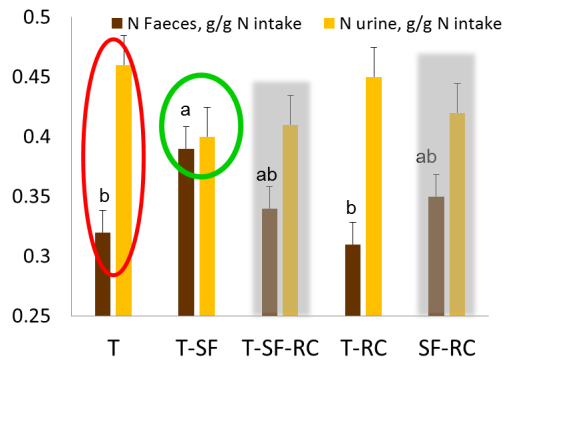 N Faeces, g/g N intake N urine, g/g N intake
0.5
0.45
0.4
0.35
0.3
0.25
b
a
ab
b
ab
T T-SF T-SF-RC T-RC SF-RC